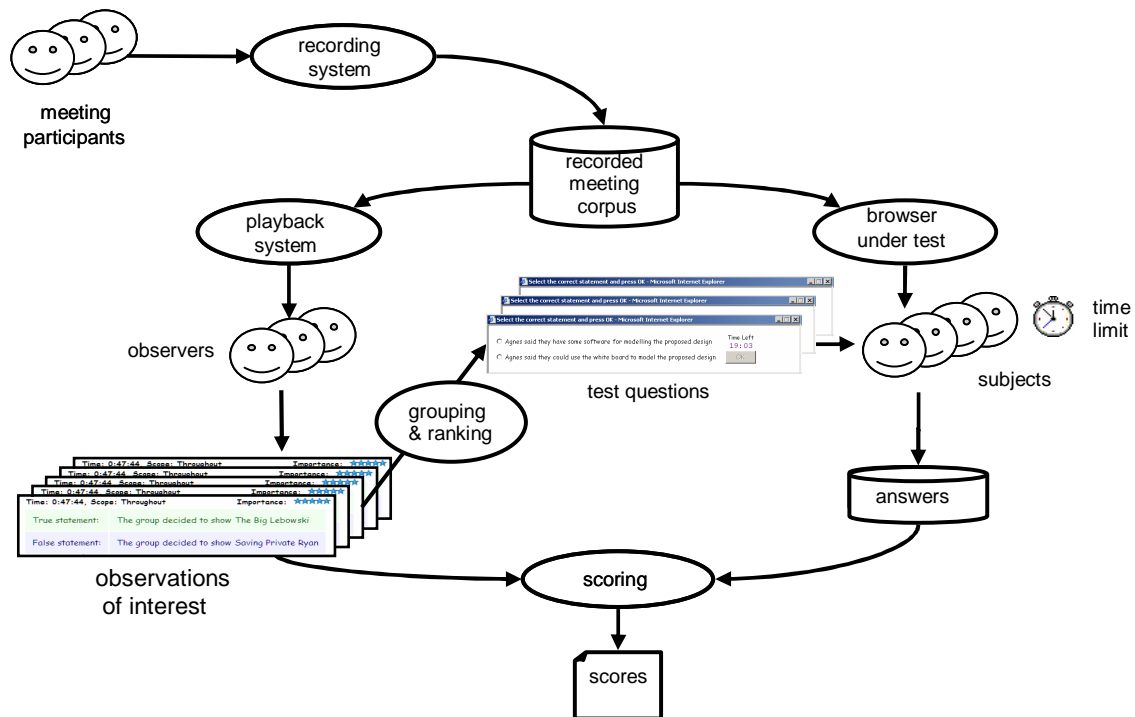 recording
system
meeting
participants
recorded
meeting
corpus
playback
system
browser
under test
Select the correct statement and press OK - Microsoft Internet Explorer
Select the correct statement and press OK - Microsoft Internet Explorer
Select the correct statement and press OK - Microsoft Internet Explorer
Agnes said they have some software for modelling the proposed design
Time Left
19:03
Agnes said they could use the white board to model the proposed design
OK
time
limit
observers
test questions
subjects
grouping
& ranking
Time: 0:47:44, Scope: Throughout Importance:
Time: 0:47:44, Scope: Throughout Importance:
Time: 0:47:44, Scope: Throughout Importance:
Time: 0:47:44, Scope: Throughout Importance:
Time: 0:47:44, Scope: Throughout Importance:
True statement: The group decided to show The Big Lebowski
False statement: The group decided to show Saving Private Ryan
answers
observations
of interest
scoring
scores